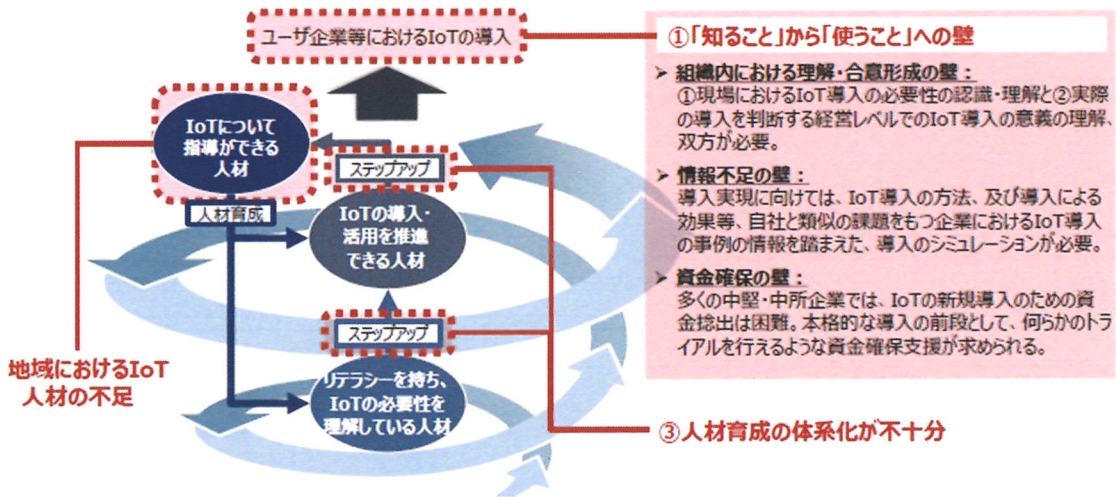 ユーザ企業等におけるIoTの導入
①「知ること」から「使うこと」への壁
➤ 組織内における理解・合意形成の壁：
①現場におけるIoT導入の必要性の認識・理解と②実際
の導入を判断する経営レベルでのIoT導入の意義の理解、
双方が必要。
➤ 情報不足の壁：
導入実現に向けては、IoT導入の方法、及び導入による
効果等、自社と類似の課題をもつ企業におけるIoT導入
の事例の情報を踏まえた、導入のシミュレーションが必要。
➤ 資金確保の壁：
多くの中堅・中所企業では、IoTの新規導入のための資
金捻出は困難。本格的な導入の前段として、何らかのトラ
イアルを行えるような資金確保支援が求められる。
IoTについて
指導ができる
人材
ステップアップ
人材育成
IoTの導入・
活用を推進
できる人材
ステップアップ
リテラシーを持ち、
IoTの必要性を
理解している人材
地域におけるIoT
人材の不足
③人材育成の体系化が不十分